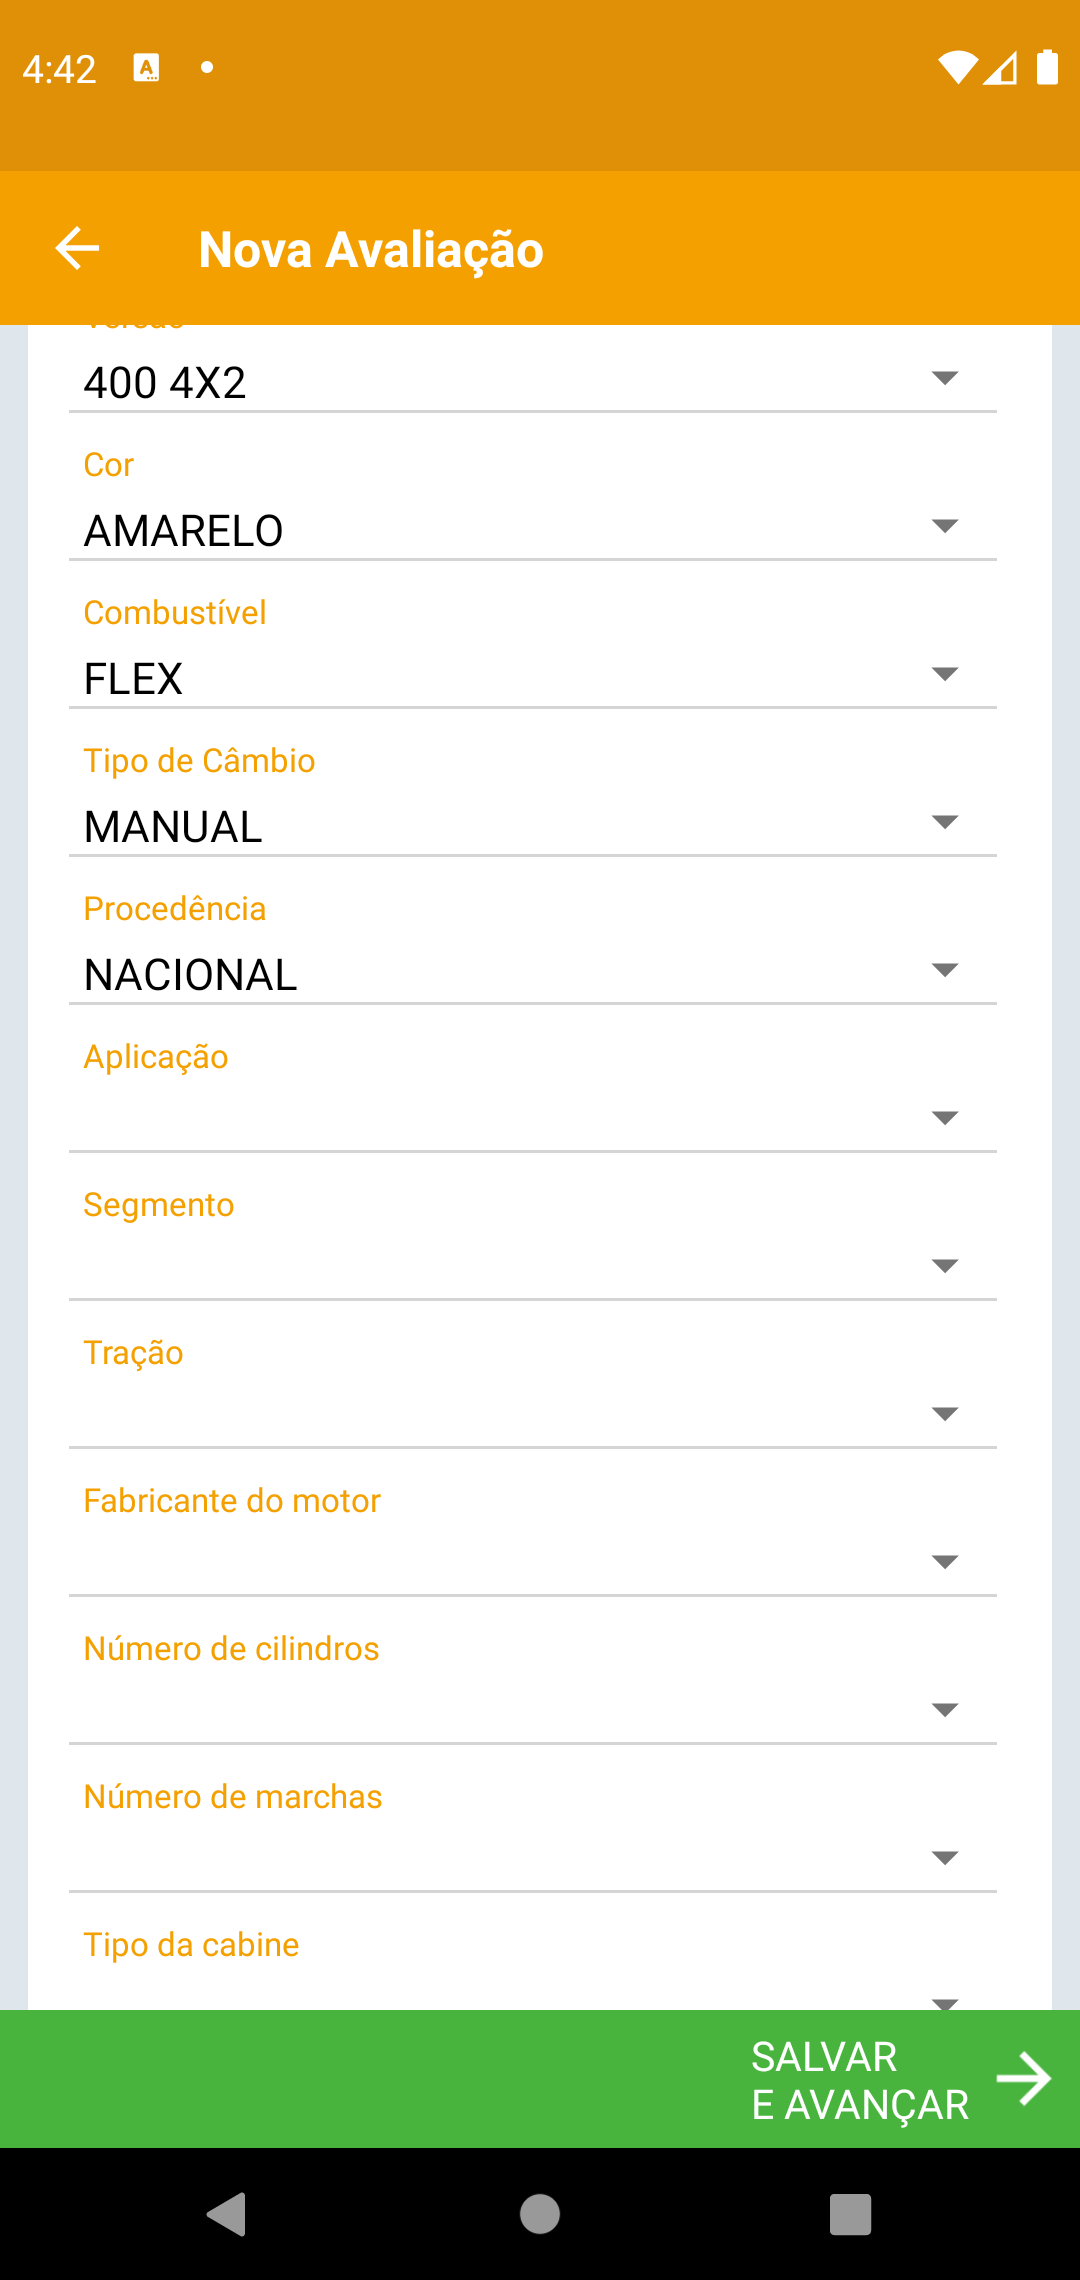 4:42
Nova Avaliação
400 4X2
Cor
AMARELO
Combustível
FLEX
Tipo de Câmbio
MANUAL
Procedência
NACIONAL
Aplicação
Segmento
Tração
Fabricante do motor
Número de cilindros
Número de marchas
Tipo da cabine
SALVAR
E AVANÇAR